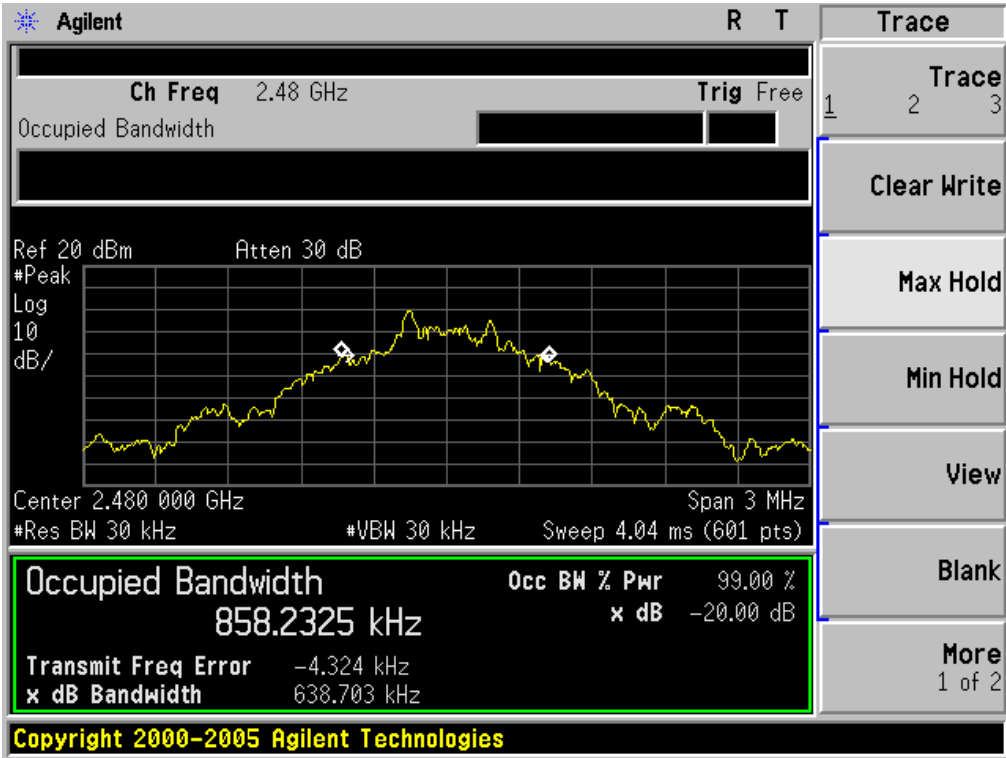 Agilent R T
Ch Freq 2.48 GHz Trig Free
Occupied Bandwidth
Ref 20 dBm Atten 30 dB
#Peak
Log
10
dB/
Center 2.480 000 GHz Span 3 MHz
#Res BW 30 kHz #VBW 30 kHz Sweep 4.04 ms (601 pts)
Occupied Bandwidth Occ BW % Pwr 99.00 %
858.2325 kHz x dB -20.00 dB
Transmit Freq Error -4.324 kHz
x dB Bandwidth 638.703 kHz
Copyright 2000-2005 Agilent Technologies
Trace
Trace
1 2 3
Clear Write
Max Hold
Min Hold
View
Blank
More
1 of 2